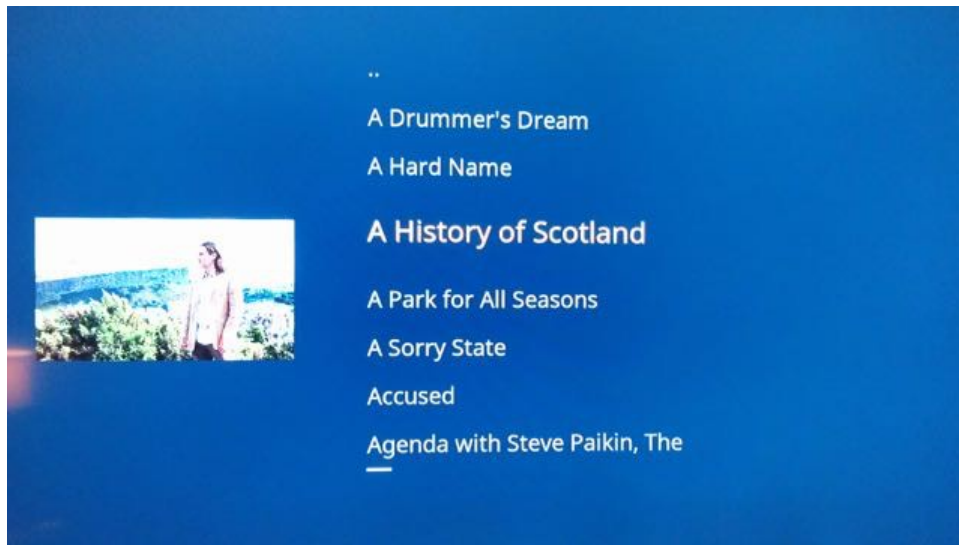 ..
A Drummer's Dream
A Hard Name
A History of Scotland
A Park for All Seasons
A Sorry State
Accused
Agenda with Steve Paikin, The